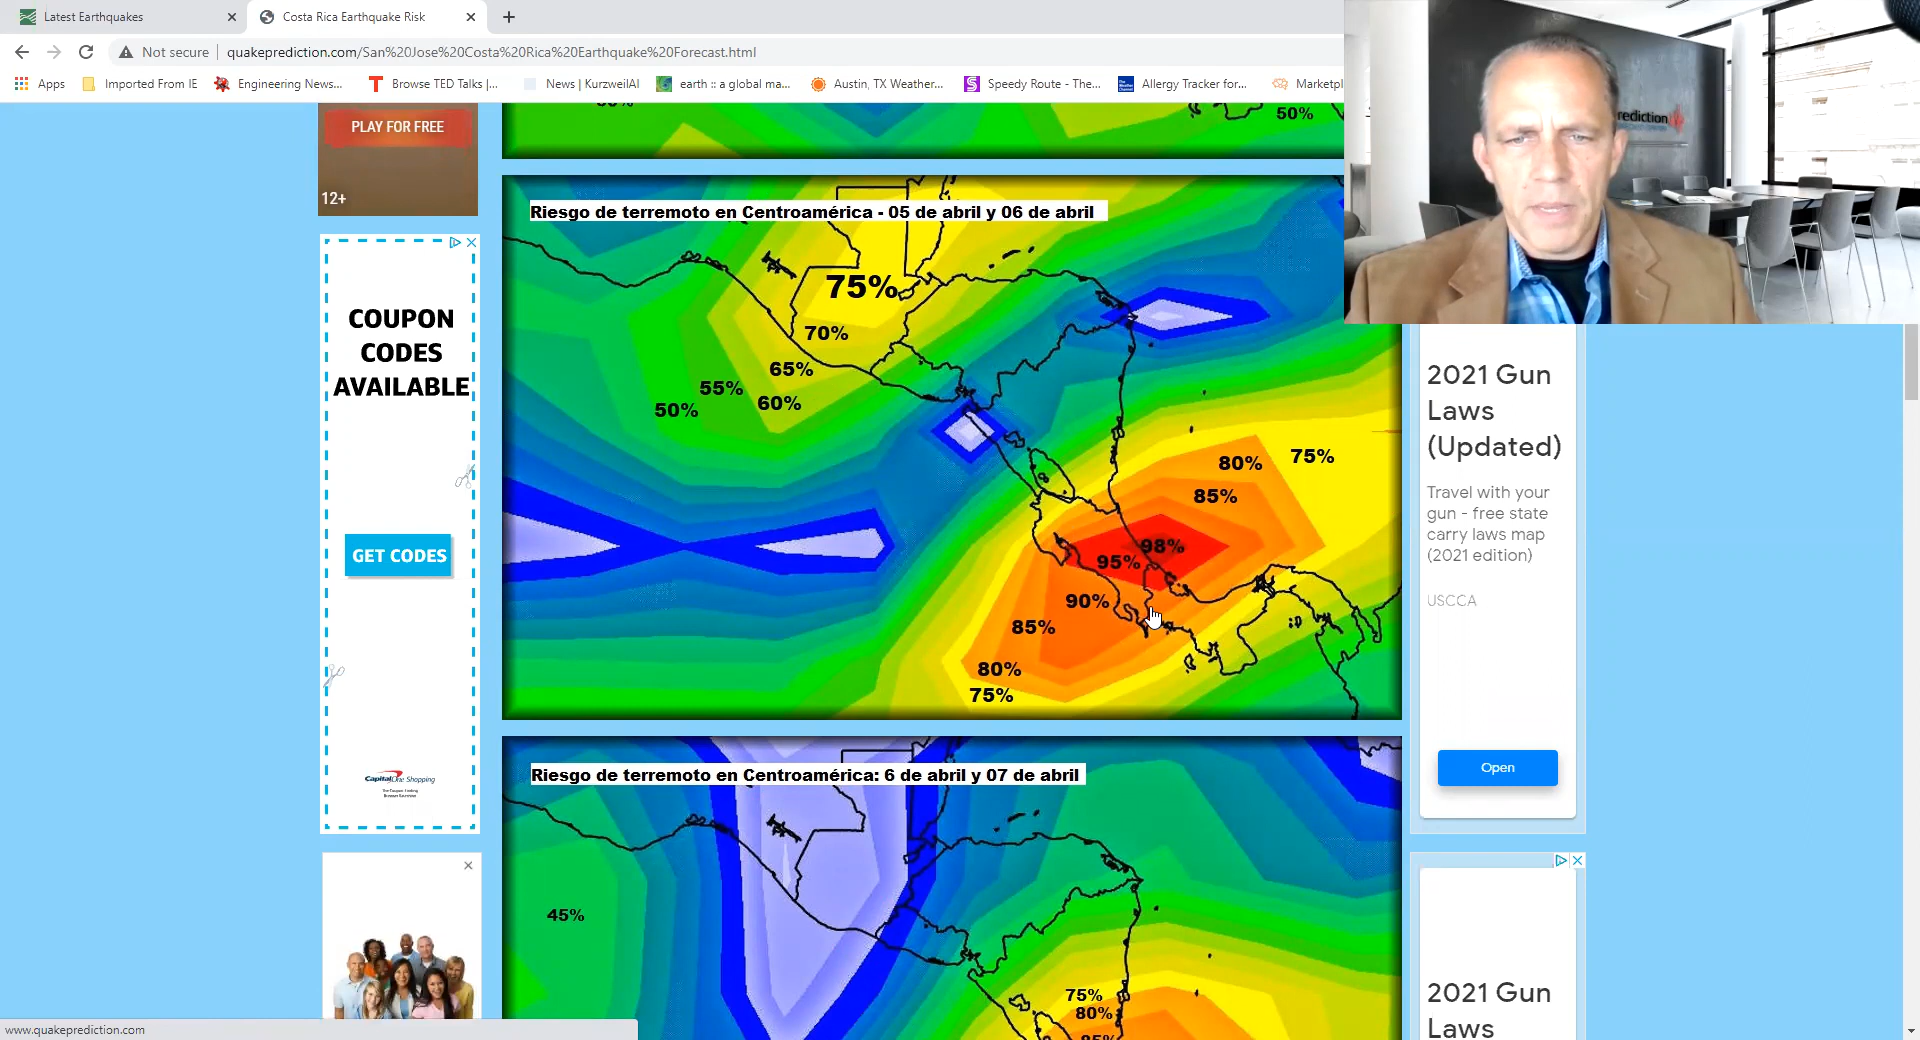 Latest Earthquakes
Costa Rica Earthquake Risk
Not secure
quakeprediction.com/San%20Jose%20Costa%20Rica%20Earthquake%20Forecast.html
Apps
Imported From IE
Engineering News...
Browse TED Talks |...
News | KurzweilAI
earth :: a global ma...
Austin, TX Weather...
Speedy Route - The...
Allergy Tracker for...
Marketpl
rediction
PLAY FOR FREE
12+
50%
Riesgo de terremoto en Centroamérica - 05 de abril y 06 de abril
75%
70%
65%
55%
60%
50%
80%
75%
85%
98%
95%
90%
85%
80%
75%
COUPON
CODES
AVAILABLE
GET CODES
CapitalOne Shopping
2021 Gun
Laws
(Updated)
Travel with your
gun - free state
carry laws map
(2021 edition)
USCCA
Open
Riesgo de terremoto en Centroamérica: 6 de abril y 07 de abril
45%
75%
80%
85%
2021 Gun
Laws
www.quakeprediction.com